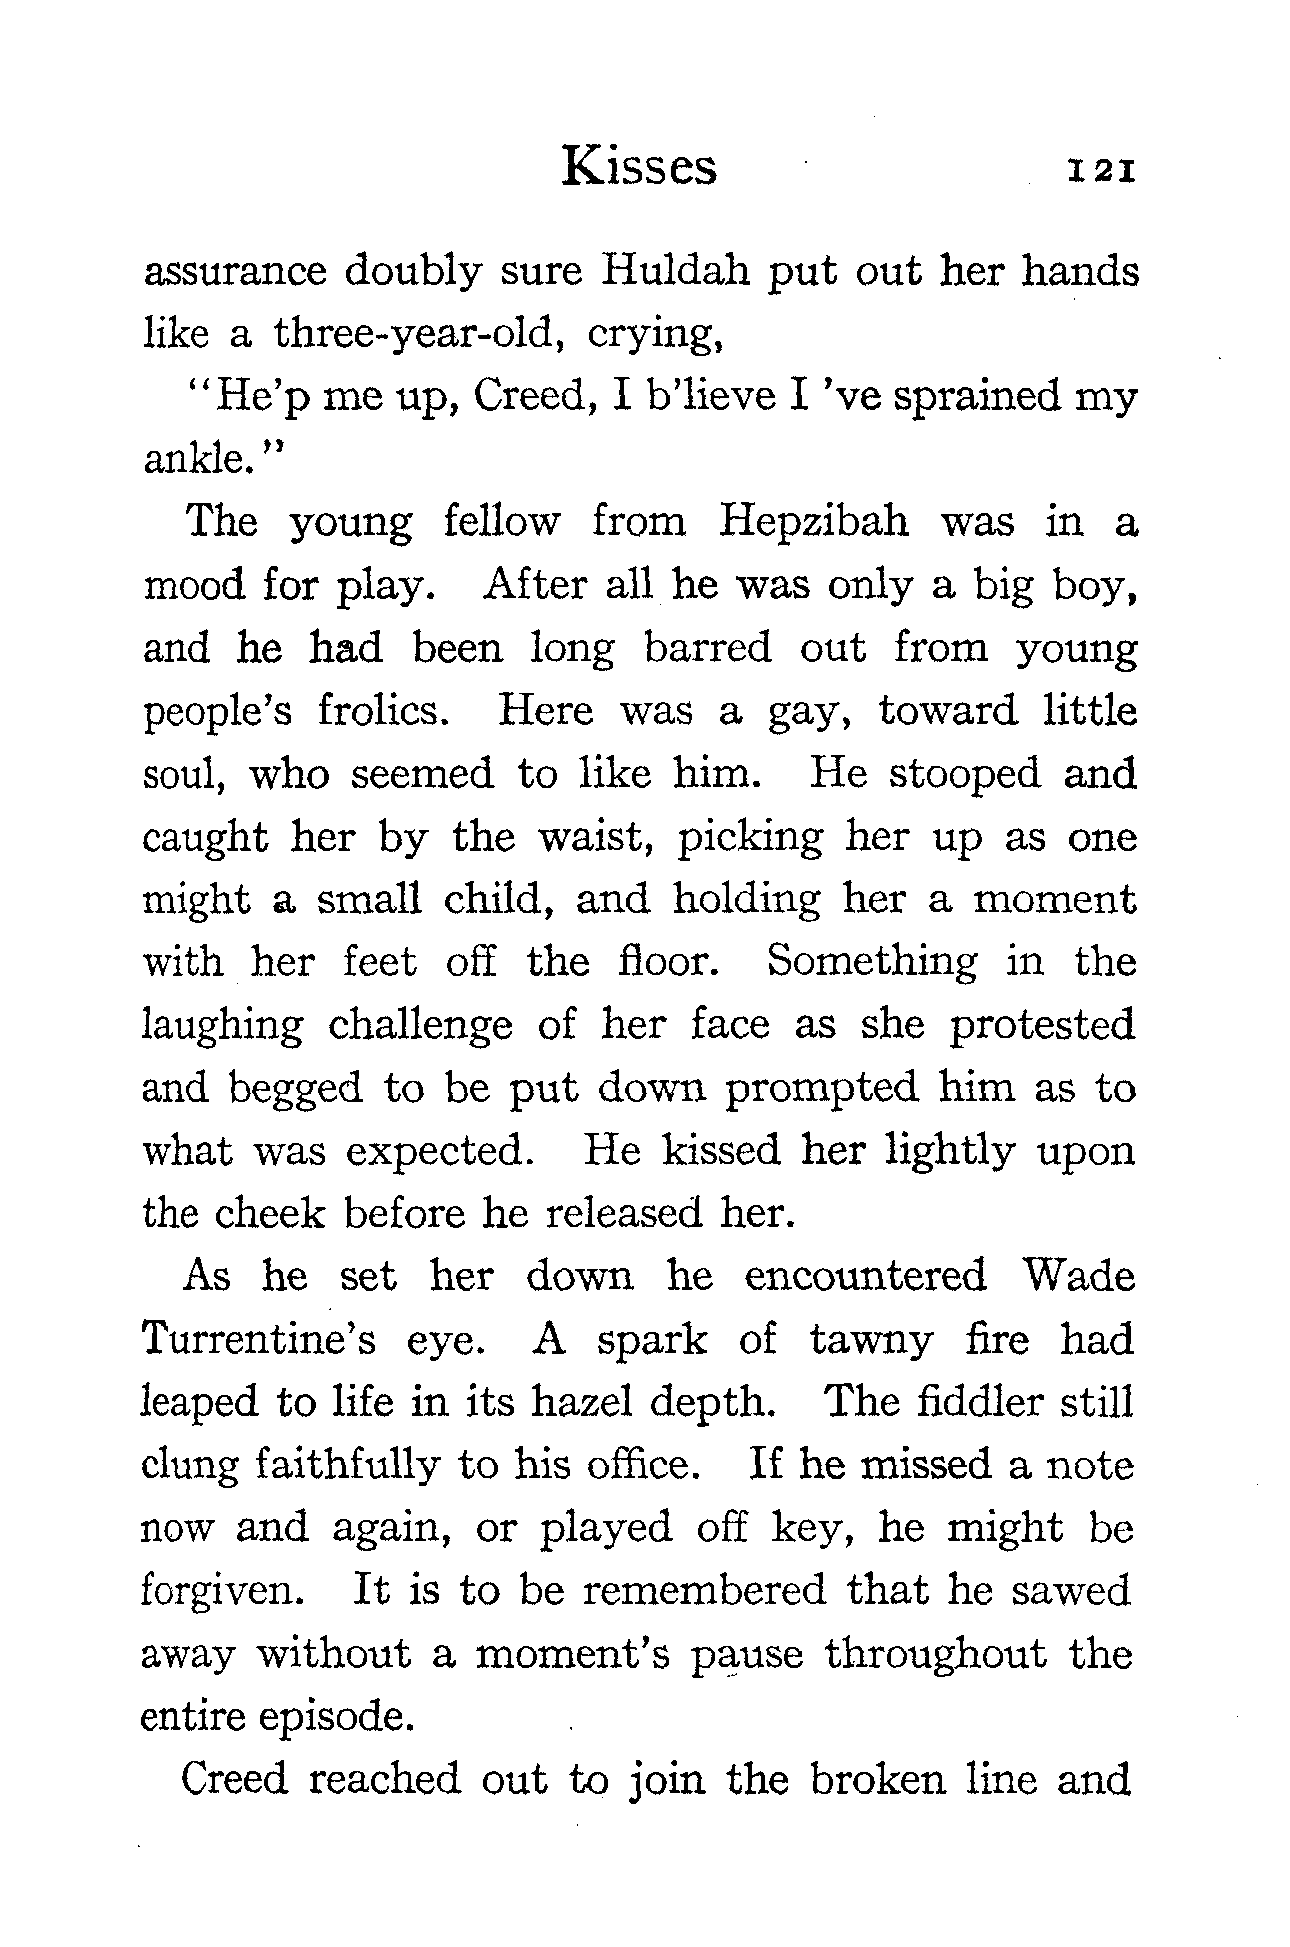 Kisses 121
assurance doubly sure Huldah put out her hands
like a three-year-old, crying,
"He'p me up, Creed, I b'lieve I 've sprained my
ankle."
The young fellow from Hepzibah was in a
mood for play. After all he was only a big boy,
and he had been long barred out from young
people's frolics. Here was a gay, toward little
soul, who seemed to like him. He stooped and
caught her by the waist, picking her up as one
might a small child, and holding her a moment
with her feet off the floor. Something in the
laughing challenge of her face as she protested
and begged to be put down prompted him as to
what was expected. He kissed her lightly upon
the cheek before he released her.
As he set her down he encountered Wade
Turrentine's eye. A spark of tawny fire had
leaped to life in its hazel depth. The fiddler still
clung faithfully to his office. If he missed a note
now and again, or played off key, he might be
forgiven. It is to be remembered that he sawed
away without a moment's pause throughout the
entire episode.
Creed reached out to join the broken line and